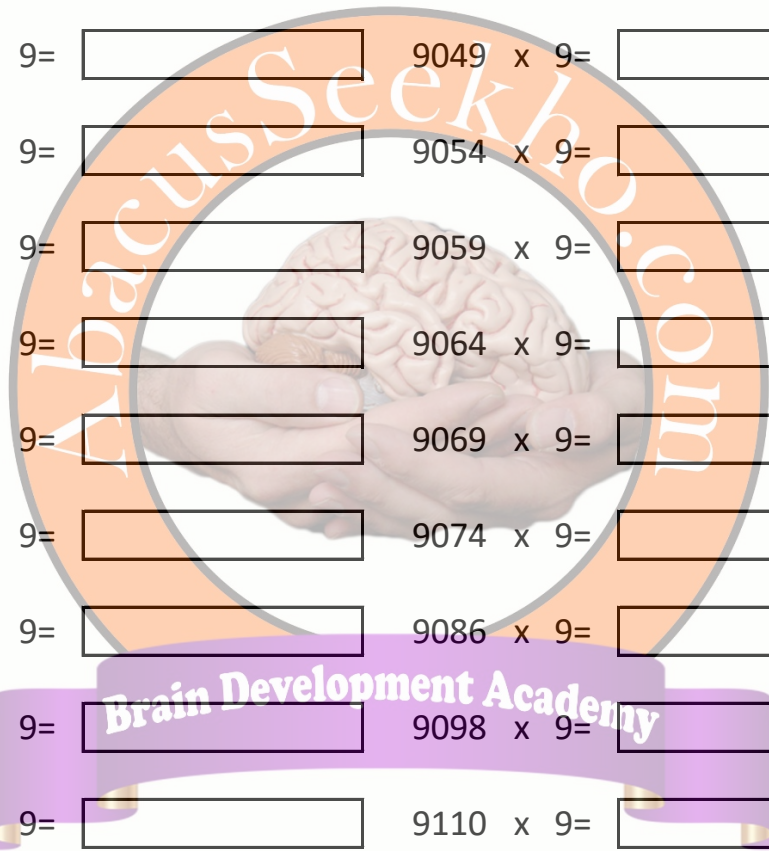 AbacusSeekho.com
9= 9049 x 9=
9= 9054 x 9=
9= 9059 x 9=
9= 9064 x 9=
9= 9069 x 9=
9= 9074 x 9=
9= 9086 x 9=
Brain Development Academy
9= 9098 x 9=
9= 9110 x 9=